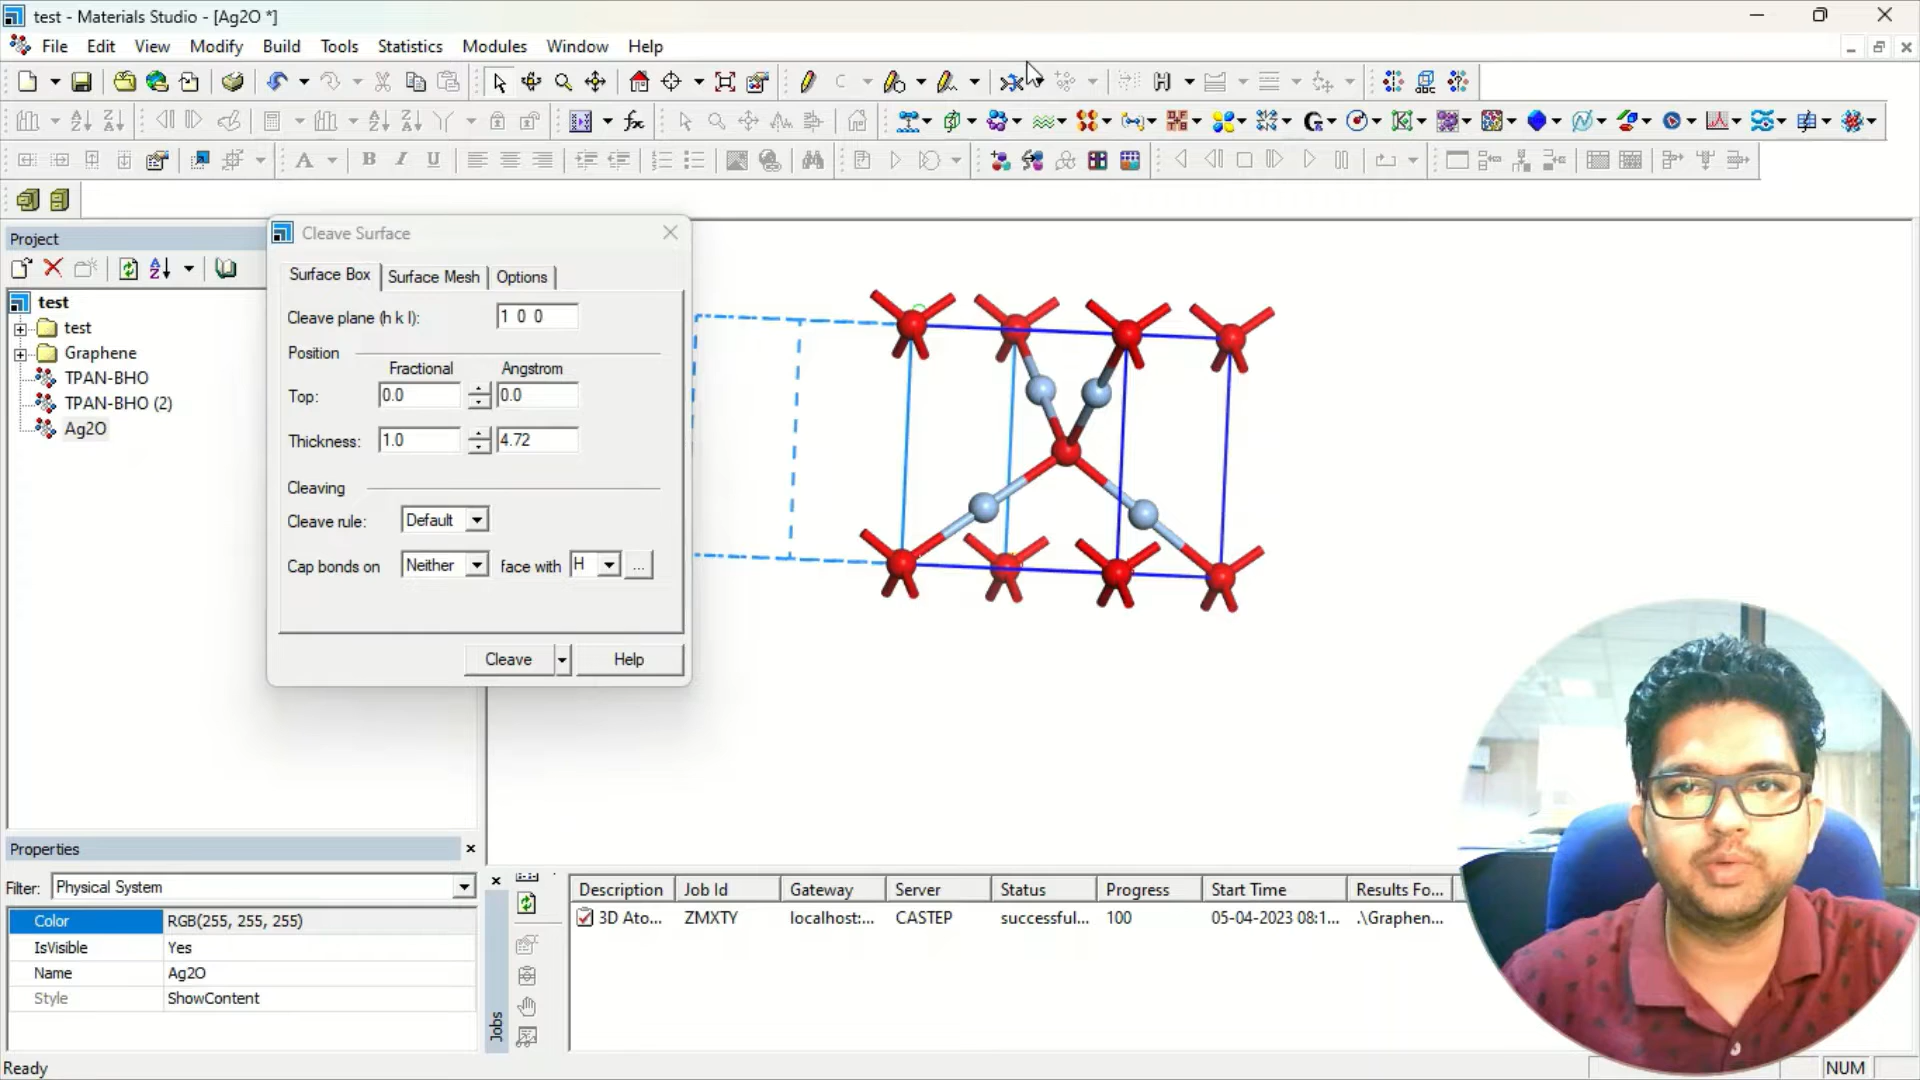 test - Materials Studio - [Ag2O *]
File Edit View Modify Build Tools Statistics Modules Window Help
Project
test
test
Graphene
TPAN-BHO
TPAN-BHO (2)
Ag2O
Cleave Surface
Surface Box Surface Mesh Options
Cleave plane (h k l): 1 0 0
Position
Fractional Angstrom
Top: 0.0 0.0
Thickness: 1.0 4.72
Cleaving
Cleave rule: Default
Cap bonds on Neither face with H ...
Cleave Help
Properties
Filter: Physical System
Color RGB(255, 255, 255)
IsVisible Yes
Name Ag2O
Style ShowContent
Jobs
Description Job Id Gateway Server Status Progress Start Time Results Fo...
3D Ato... ZMXTY localhost:... CASTEP successful... 100 05-04-2023 08:1... .\Graphen...
Ready NUM